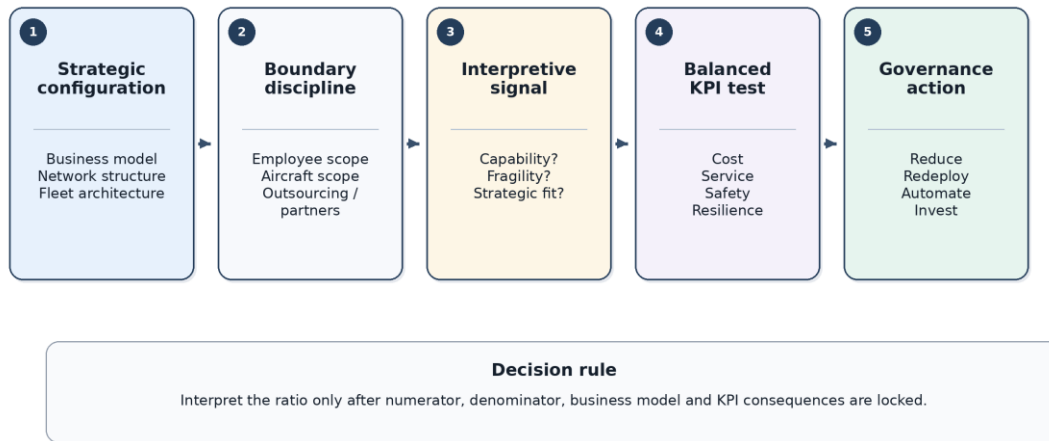 1
Strategic
configuration
Business model
Network structure
Fleet architecture
2
Boundary
discipline
Employee scope
Aircraft scope
Outsourcing /
partners
3
Interpretive
signal
Capability?
Fragility?
Strategic fit?
4
Balanced
KPI test
Cost
Service
Safety
Resilience
5
Governance
action
Reduce
Redeploy
Automate
Invest
Decision rule
Interpret the ratio only after numerator, denominator, business model and KPI consequences are locked.